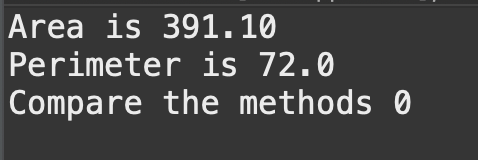 Area is 391.10
Perimeter is 72.0
Compare the methods 0